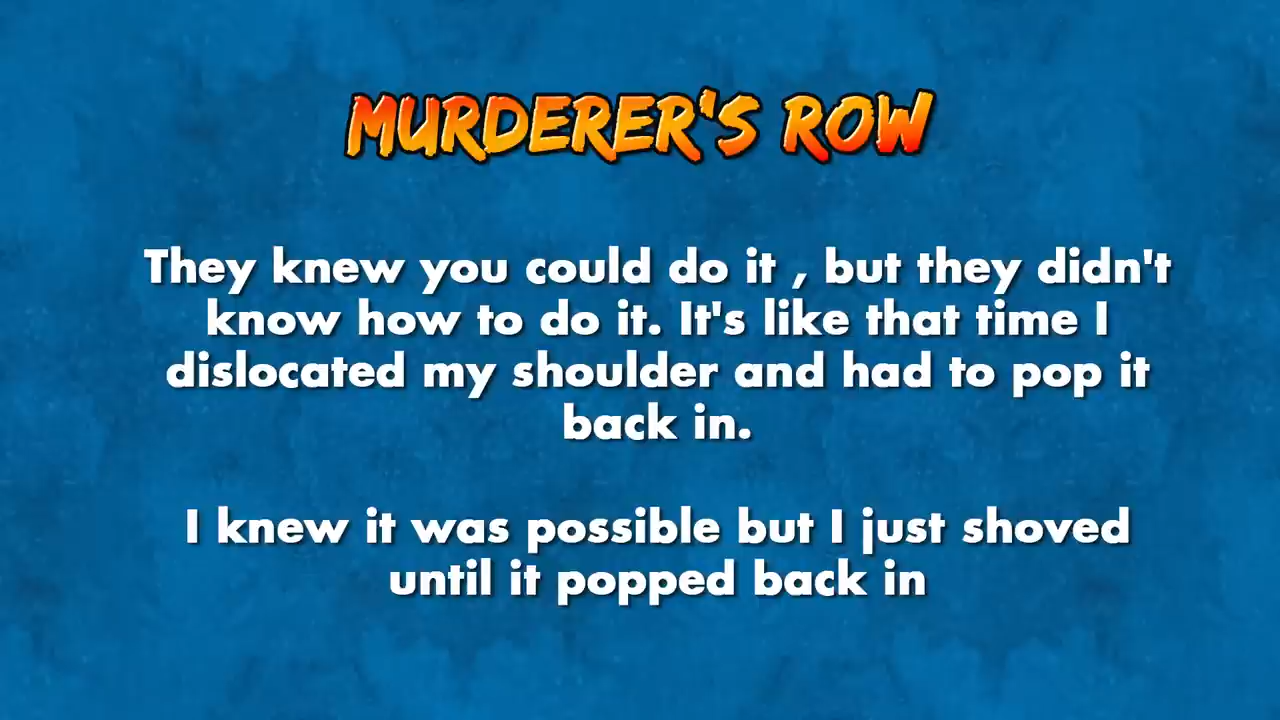 MURDERER'S ROW
They knew you could do it , but they didn't
know how to do it. It's like that time I
dislocated my shoulder and had to pop it
back in.
I knew it was possible but I just shoved
until it popped back in